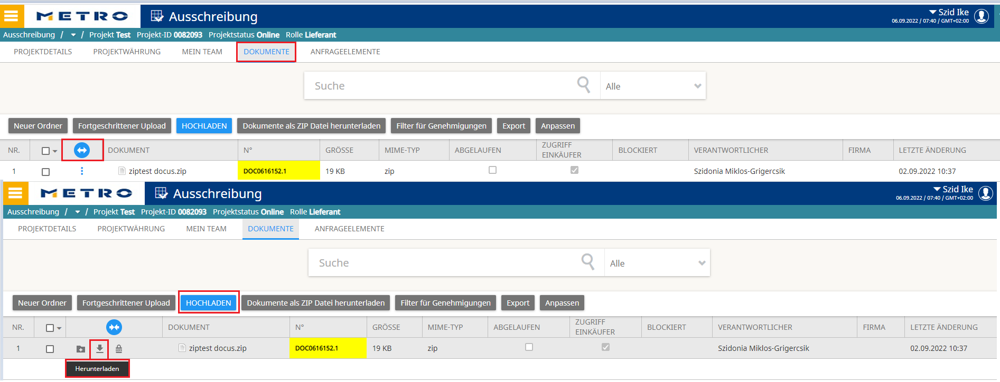 METRO Ausschreibung Szid Ike
06.09.2022 / 07:40 / GMT+02:00
Ausschreibung / / Projekt Test Projekt-ID 0082093 Projektstatus Online Rolle Lieferant
PROJEKTDETAILS PROJEKTWÄHRUNG MEIN TEAM DOKUMENTE ANFRAGEELEMENTE
Suche Alle
Neuer Ordner Fortgeschrittener Upload HOCHLADEN Dokumente als ZIP Datei herunterladen Filter für Genehmigungen Export Anpassen
NR. DOKUMENT N° GRÖSSE MIME-TYP ABGELAUFEN ZUGRIFF EINKÄUFER BLOCKIERT VERANTWORTLICHER FIRMA LETZTE ÄNDERUNG
1 ziptest docus.zip DOC0616152.1 19 KB zip Szidonia Miklos-Grigercsik 02.09.2022 10:37
METRO Ausschreibung Szid Ike
06.09.2022 / 07:40 / GMT+02:00
Ausschreibung / / Projekt Test Projekt-ID 0082093 Projektstatus Online Rolle Lieferant
PROJEKTDETAILS PROJEKTWÄHRUNG MEIN TEAM DOKUMENTE ANFRAGEELEMENTE
Suche Alle
Neuer Ordner Fortgeschrittener Upload HOCHLADEN Dokumente als ZIP Datei herunterladen Filter für Genehmigungen Export Anpassen
NR. DOKUMENT N° GRÖSSE MIME-TYP ABGELAUFEN ZUGRIFF EINKÄUFER BLOCKIERT VERANTWORTLICHER FIRMA LETZTE ÄNDERUNG
1 ziptest docus.zip DOC0616152.1 19 KB zip Szidonia Miklos-Grigercsik 02.09.2022 10:37
Herunterladen